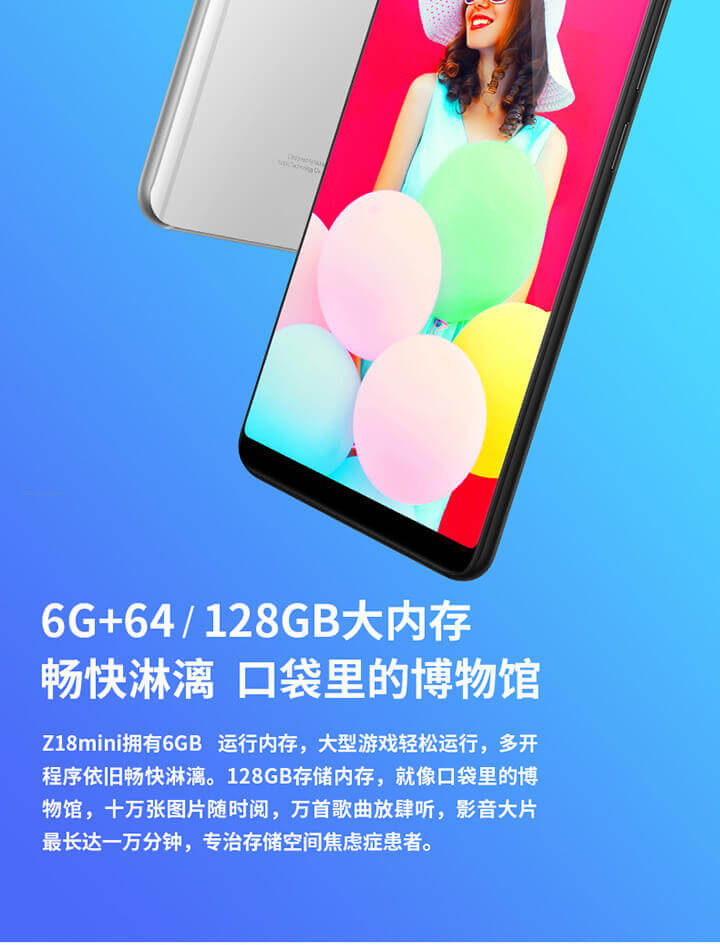 6G+64 / 128GB大内存
畅快淋漓 口袋里的博物馆
Z18mini拥有6GB 运行内存，大型游戏轻松运行，多开
程序依旧畅快淋漓。128GB存储内存，就像口袋里的博
物馆，十万张图片随时阅，万首歌曲放肆听，影音大片
最长达一万分钟，专治存储空间焦虑症患者。